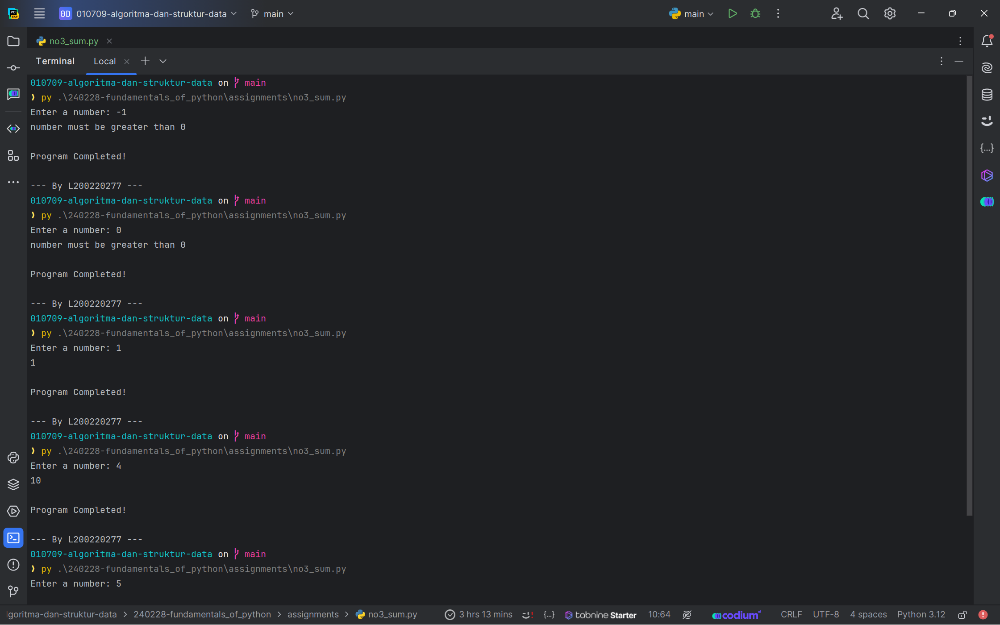 PC EAP 0D 010709-algoritma-dan-struktur-data main main
no3_sum.py
Terminal Local
010709-algoritma-dan-struktur-data on main
❯ py .\240228-fundamentals_of_python\assignments\no3_sum.py
Enter a number: -1
number must be greater than 0
Program Completed!
--- By L200220277 ---
010709-algoritma-dan-struktur-data on main
❯ py .\240228-fundamentals_of_python\assignments\no3_sum.py
Enter a number: 0
number must be greater than 0
Program Completed!
--- By L200220277 ---
010709-algoritma-dan-struktur-data on main
❯ py .\240228-fundamentals_of_python\assignments\no3_sum.py
Enter a number: 1
1
Program Completed!
--- By L200220277 ---
010709-algoritma-dan-struktur-data on main
❯ py .\240228-fundamentals_of_python\assignments\no3_sum.py
Enter a number: 4
10
Program Completed!
--- By L200220277 ---
010709-algoritma-dan-struktur-data on main
❯ py .\240228-fundamentals_of_python\assignments\no3_sum.py
Enter a number: 5
lgoritma-dan-struktur-data > 240228-fundamentals_of_python > assignments > no3_sum.py 3 hrs 13 mins {...} tabnine Starter 10:64 codium ai CRLF UTF-8 4 spaces Python 3.12